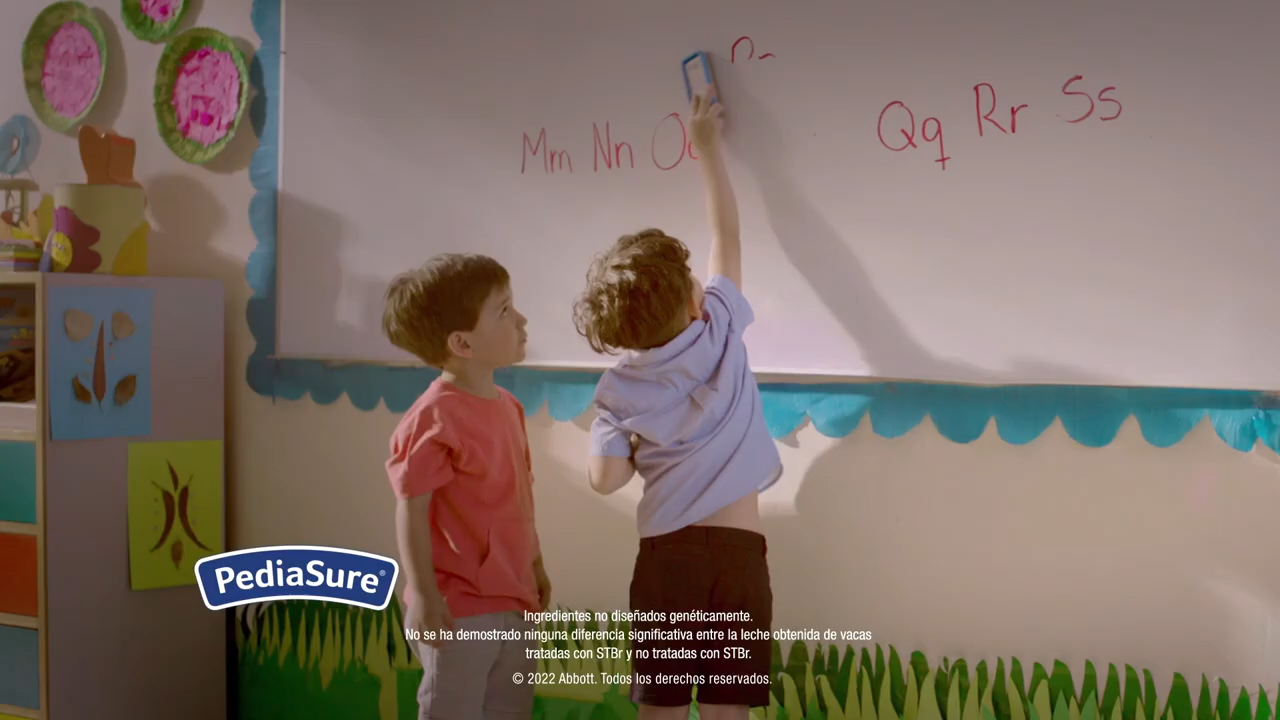 Mm Nn O Qq Rr Ss
PediaSure®
Ingredientes no diseñados genéticamente.
No se ha demostrado ninguna diferencia significativa entre la leche obtenida de vacas
tratadas con STBr y no tratadas con STBr.
© 2022 Abbott. Todos los derechos reservados.